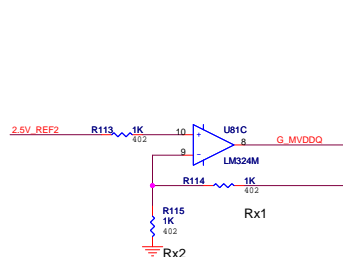 2.5V_REF2
R113
1K
402
10
+
U81C
8
G_MVDDQ
9
-
LM324M
R114
1K
402
R115
1K
402
Rx1
Rx2